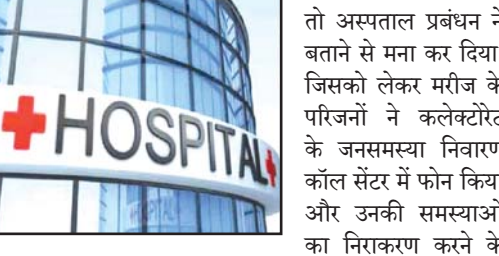 HOSPITAL
तो अस्पताल प्रबंधन ने
बताने से मना कर दिया
जिसको लेकर मरीज के
परिजनों ने कलेक्टोरेट
के जनसमस्या निवारण
कॉल सेंटर में फोन किया
और उनकी समस्याओं
का निराकरण करने के